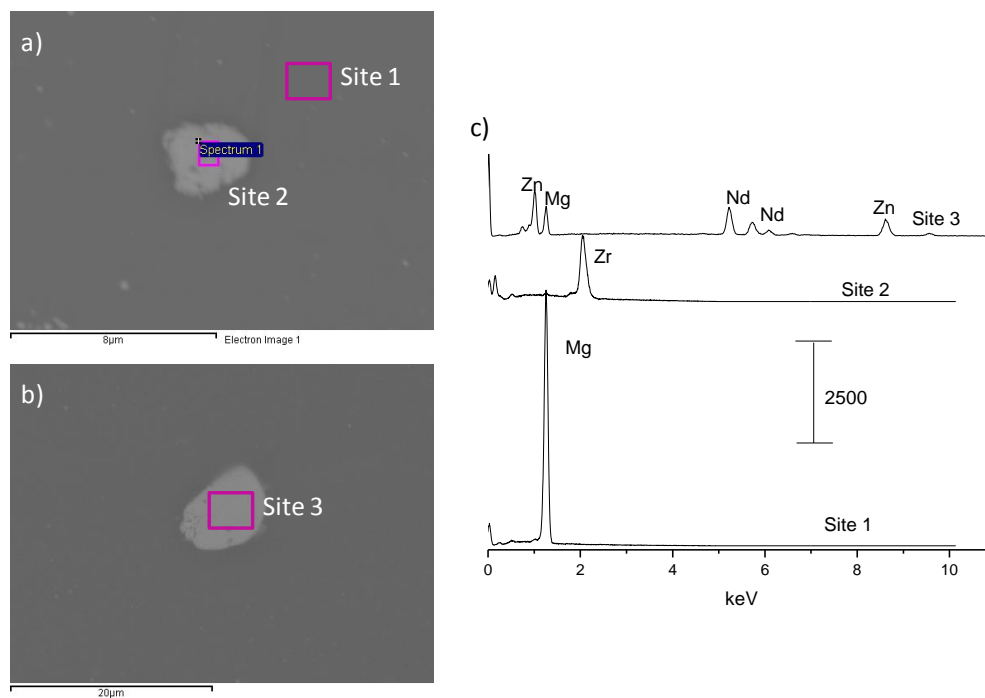 a)
Site 1
Spectrum 1
Site 2
8µm
Electron Image 1
b)
Site 3
20µm
c)
Zn
Mg
Nd
Nd
Zn
Site 3
Zr
Site 2
Mg
2500
Site 1
0 2 4 6 8 10
keV